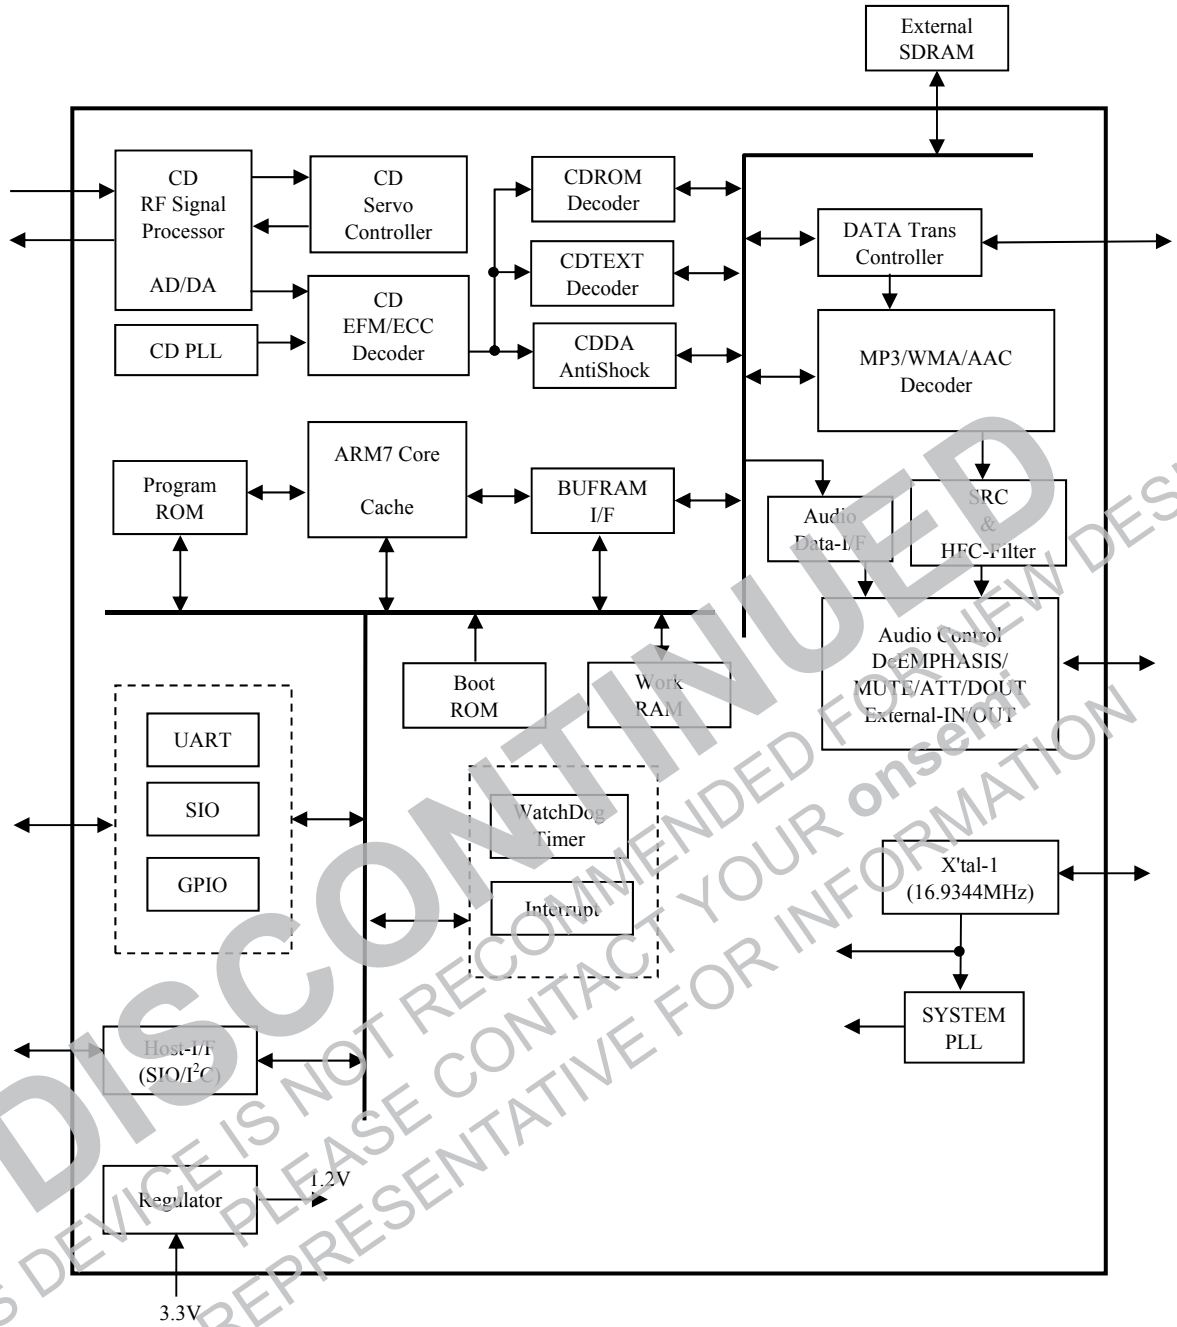 External
SDRAM
CD
RF Signal
Processor
AD/DA
CD
Servo
Controller
CDROM
Decoder
DATA Trans
Controller
CDTEXT
Decoder
CD PLL
CD
EFM/ECC
Decoder
CDDA
AntiShock
MP3/WMA/AAC
Decoder
Program
ROM
ARM7 Core
Cache
BUFRAM
I/F
Audio
Data-I/F
SRC
&
HFC-Filter
Boot
ROM
Work
RAM
Audio Control
DeEMPHASIS/
MUTE/ATT/DOUT
External-IN/OUT
UART
SIO
GPIO
WatchDog
Timer
Interrupt
X'tal-1
(16.9344MHz)
SYSTEM
PLL
Host-I/F
(SIO/I²C)
Regulator
1.2V
3.3V
DISCONTINUED
DEVICE IS NOT RECOMMENDED FOR NEW
PLEASE CONTACT YOUR onsemi
REPRESENTATIVE FOR INFORMATION